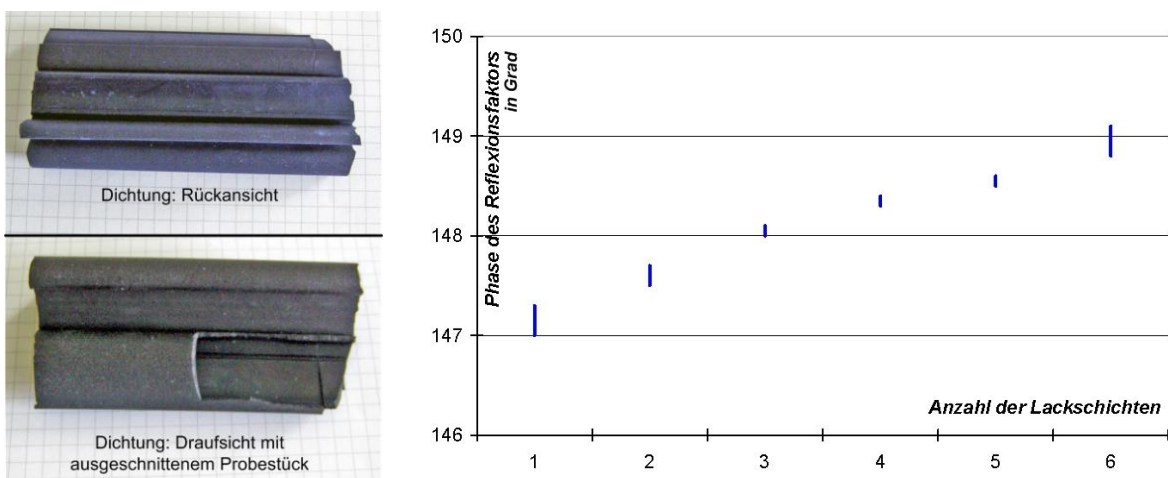 Dichtung: Rückansicht
Dichtung: Draufsicht mit
ausgeschnittenem Probestück
Phase des Reflexionsfaktors
in Grad
150
149
148
147
146
Anzahl der Lackschichten
1 2 3 4 5 6